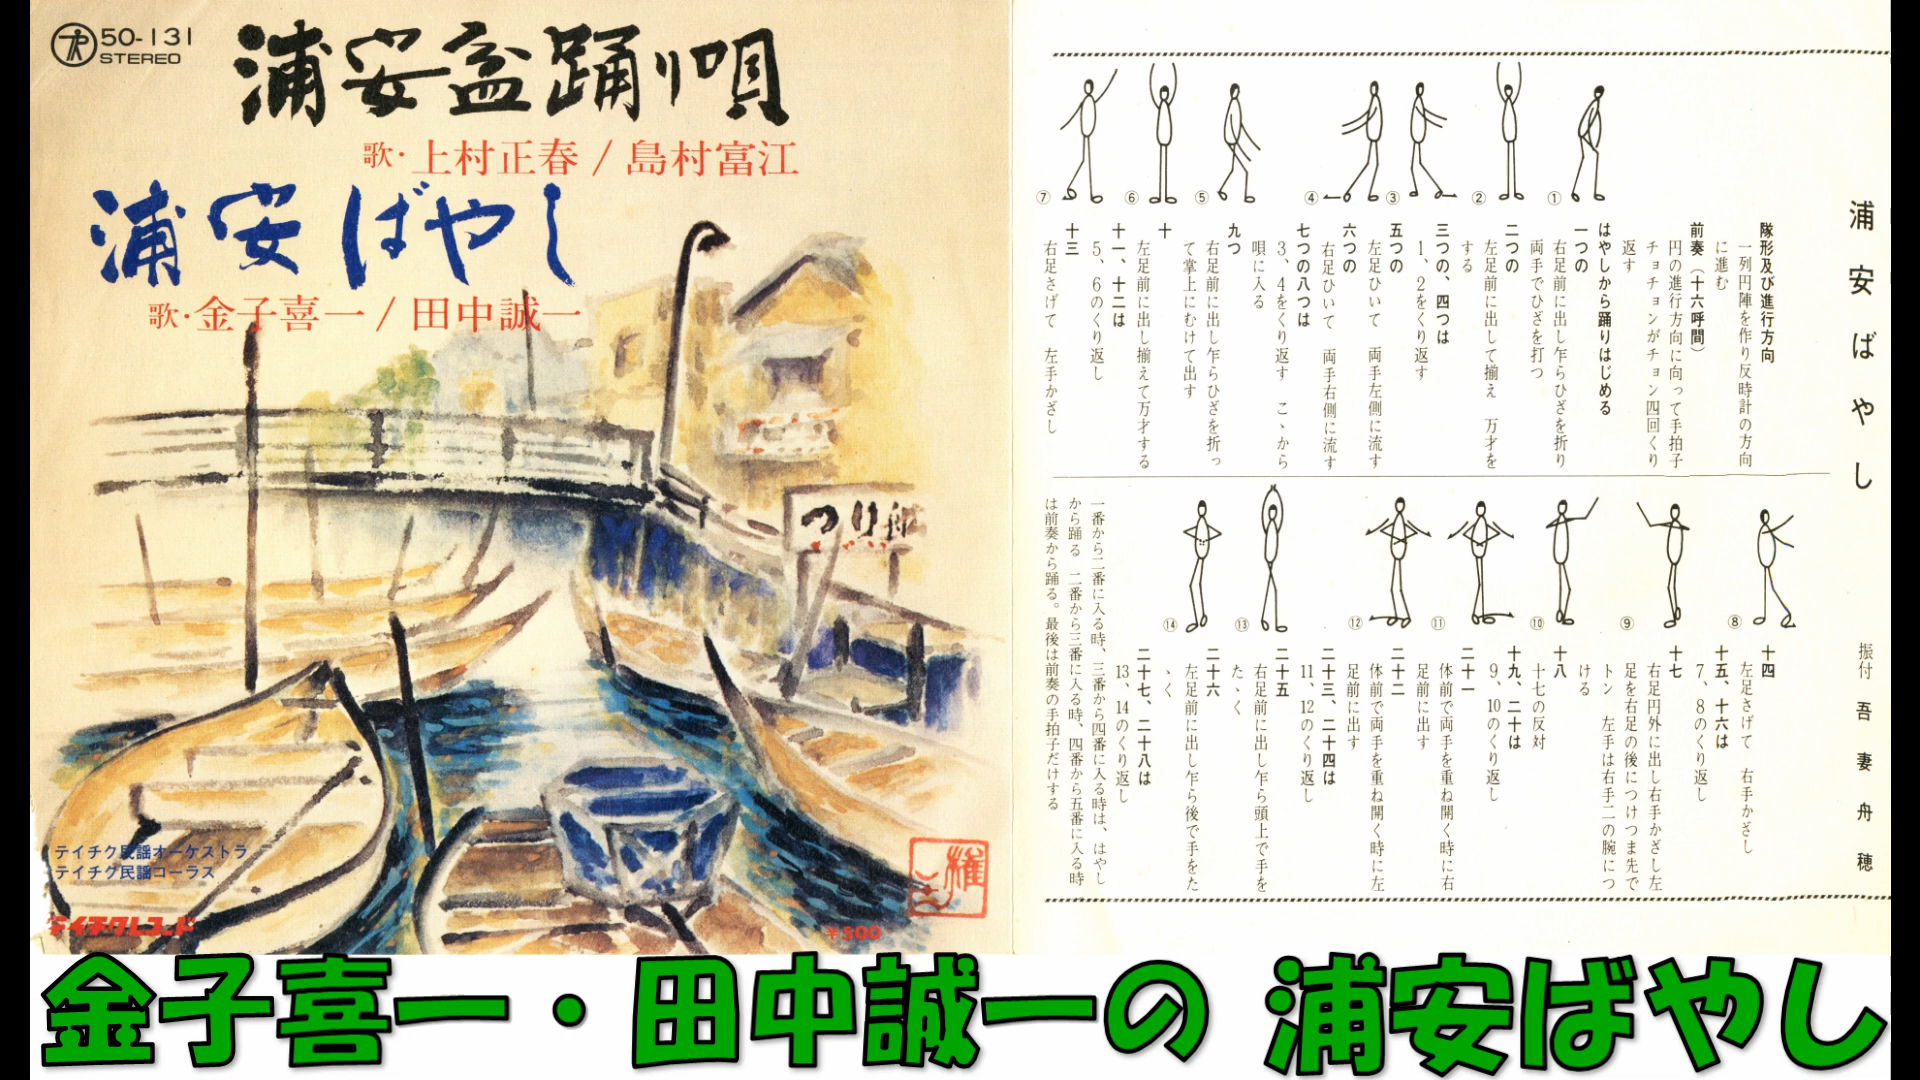 50-131
STEREO
浦安盆踊り唄
歌・上村正春/島村富江
浦安ばやし
歌・金子喜一/田中誠一
つり船
テイチク民謡オーケストラ
テイチク民謡コーラス
テイチクレコード
¥500
浦安ばやし
振付 吾妻舟穂
隊形及び進行方向
一列円陣を作り反時計の方向
に進む
前奏(十六呼間)
円の進行方向に向って手拍子
チョチョンがチョン四回くり
返す
はやしから踊りはじめる
一つの
右足前に出し乍らひざを折り
両手でひざを打つ
二つの
左足前に出して揃え 万才を
する
三つの、四つは
1、2をくり返す
五つの
左足ひいて 両手左側に流す
六つの
右足ひいて 両手右側に流す
七つの八つは
3、4をくり返す こゝから
唄に入る
九つ
右足前に出し乍らひざを折っ
て掌上にむけて出す
十
左足前に出し揃えて万才する
十一、十二は
5、6のくり返し
十三
右足さげて 左手かざし
① ② ③ ④ ⑤ ⑥ ⑦
十四
左足さげて 右手かざし
十五、十六は
7、8のくり返し
十七
右足円外に出し右手かざし左
足を右足の後につけつま先で
トン 左手は右手二の腕につ
ける
十八
十七の反対
十九、二十は
9、10のくり返し
二十一
体前で両手を重ね開く時に右
足前に出す
二十二
体前で両手を重ね開く時に左
足前に出す
二十三、二十四は
11、12のくり返し
二十五
右足前に出し乍ら頭上で手を
たゝく
二十六
左足前に出し乍ら後で手をた
ゝく
二十七、二十八は
13、14のくり返し
⑧ ⑨ ⑩ ⑪ ⑫ ⑬ ⑭
一番から二番に入る時、三番から四番に入る時は、はやし
から踊る 二番から三番に入る時、四番から五番に入る時
は前奏から踊る。最後は前奏の手拍子だけする
金子喜一・田中誠一の 浦安ばやし